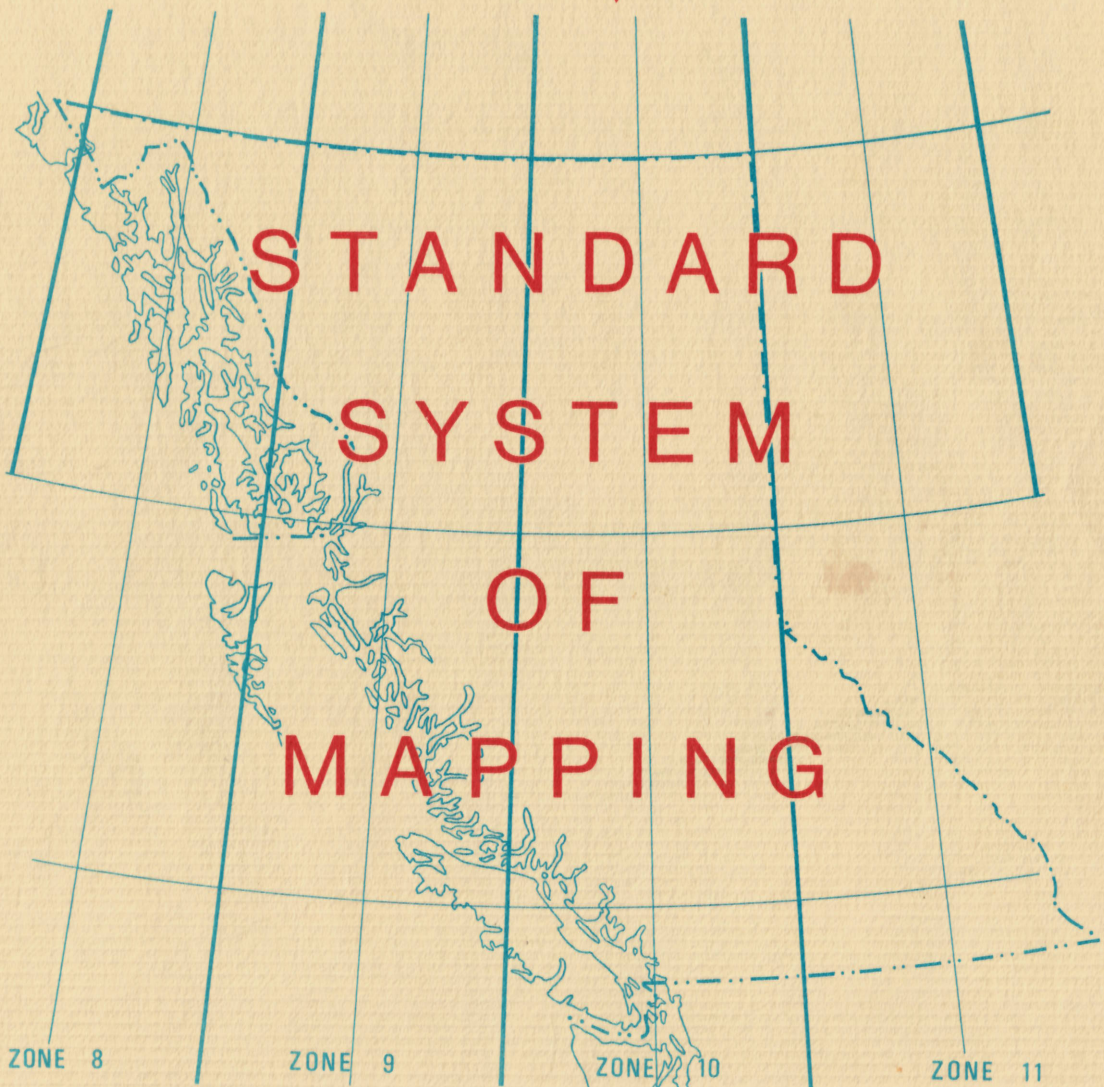 STANDARD
SYSTEM
OF
MAPPING
ZONE 8 ZONE 9 ZONE 10 ZONE 11